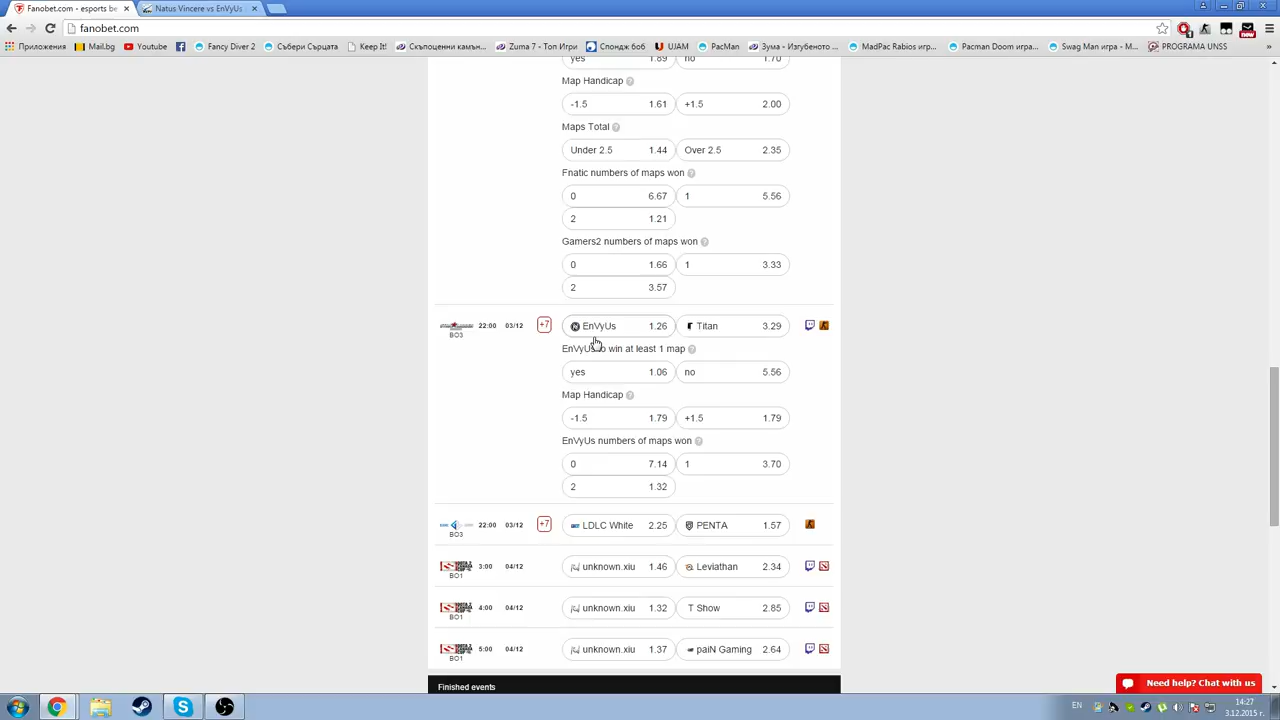 Fanobet.com - esports be
Natus Vincere vs EnVyUs
fanobet.com
Приложения Mail.bg Youtube Fancy Diver 2 Събери Сърцата Keep It! Скъпоценни камън... Zuma 7 - Топ Игри Спондж боб UJAM PacMan Зума - Изгубеното ... MadPac Rabios игр... Pacman Doom игра... Swag Man игра - M... PROGRAMA UNSS »
yes 1.89 no 1.70
Map Handicap ?
-1.5 1.61 +1.5 2.00
Maps Total ?
Under 2.5 1.44 Over 2.5 2.35
Fnatic numbers of maps won ?
0 6.67 1 5.56
2 1.21
Gamers2 numbers of maps won ?
0 1.66 1 3.33
2 3.57
22:00 03/12 +7 EnVyUs 1.26 Titan 3.29
BO3
EnVyUs to win at least 1 map ?
yes 1.06 no 5.56
Map Handicap ?
-1.5 1.79 +1.5 1.79
EnVyUs numbers of maps won ?
0 7.14 1 3.70
2 1.32
22:00 03/12 +7 LDLC White 2.25 PENTA 1.57
BO3
3:00 04/12 unknown.xiu 1.46 Leviathan 2.34
BO1
4:00 04/12 unknown.xiu 1.32 T Show 2.85
BO1
5:00 04/12 unknown.xiu 1.37 paiN Gaming 2.64
BO1
Finished events
Need help? Chat with us
EN 14:27
3.12.2015 г.